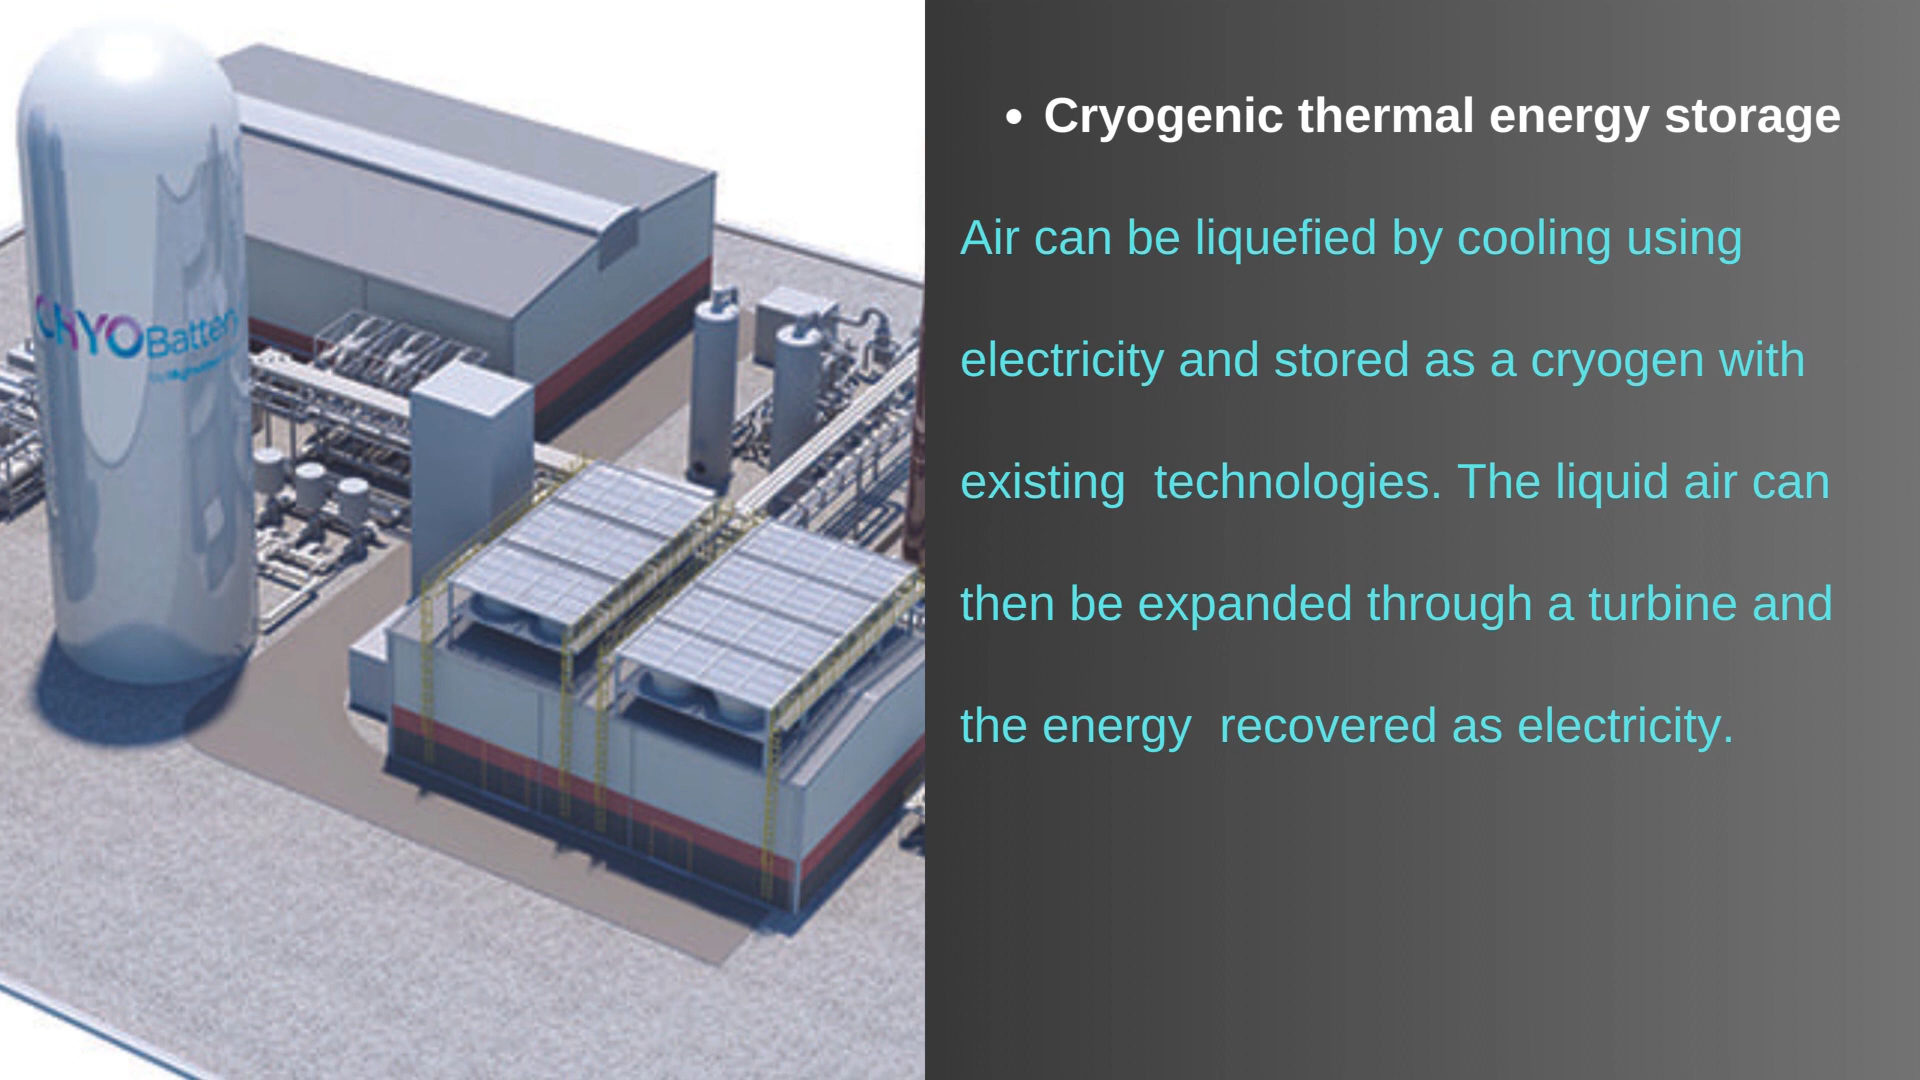 CRYOBattery
• Cryogenic thermal energy storage
Air can be liquefied by cooling using
electricity and stored as a cryogen with
existing  technologies. The liquid air can
then be expanded through a turbine and
the energy  recovered as electricity.